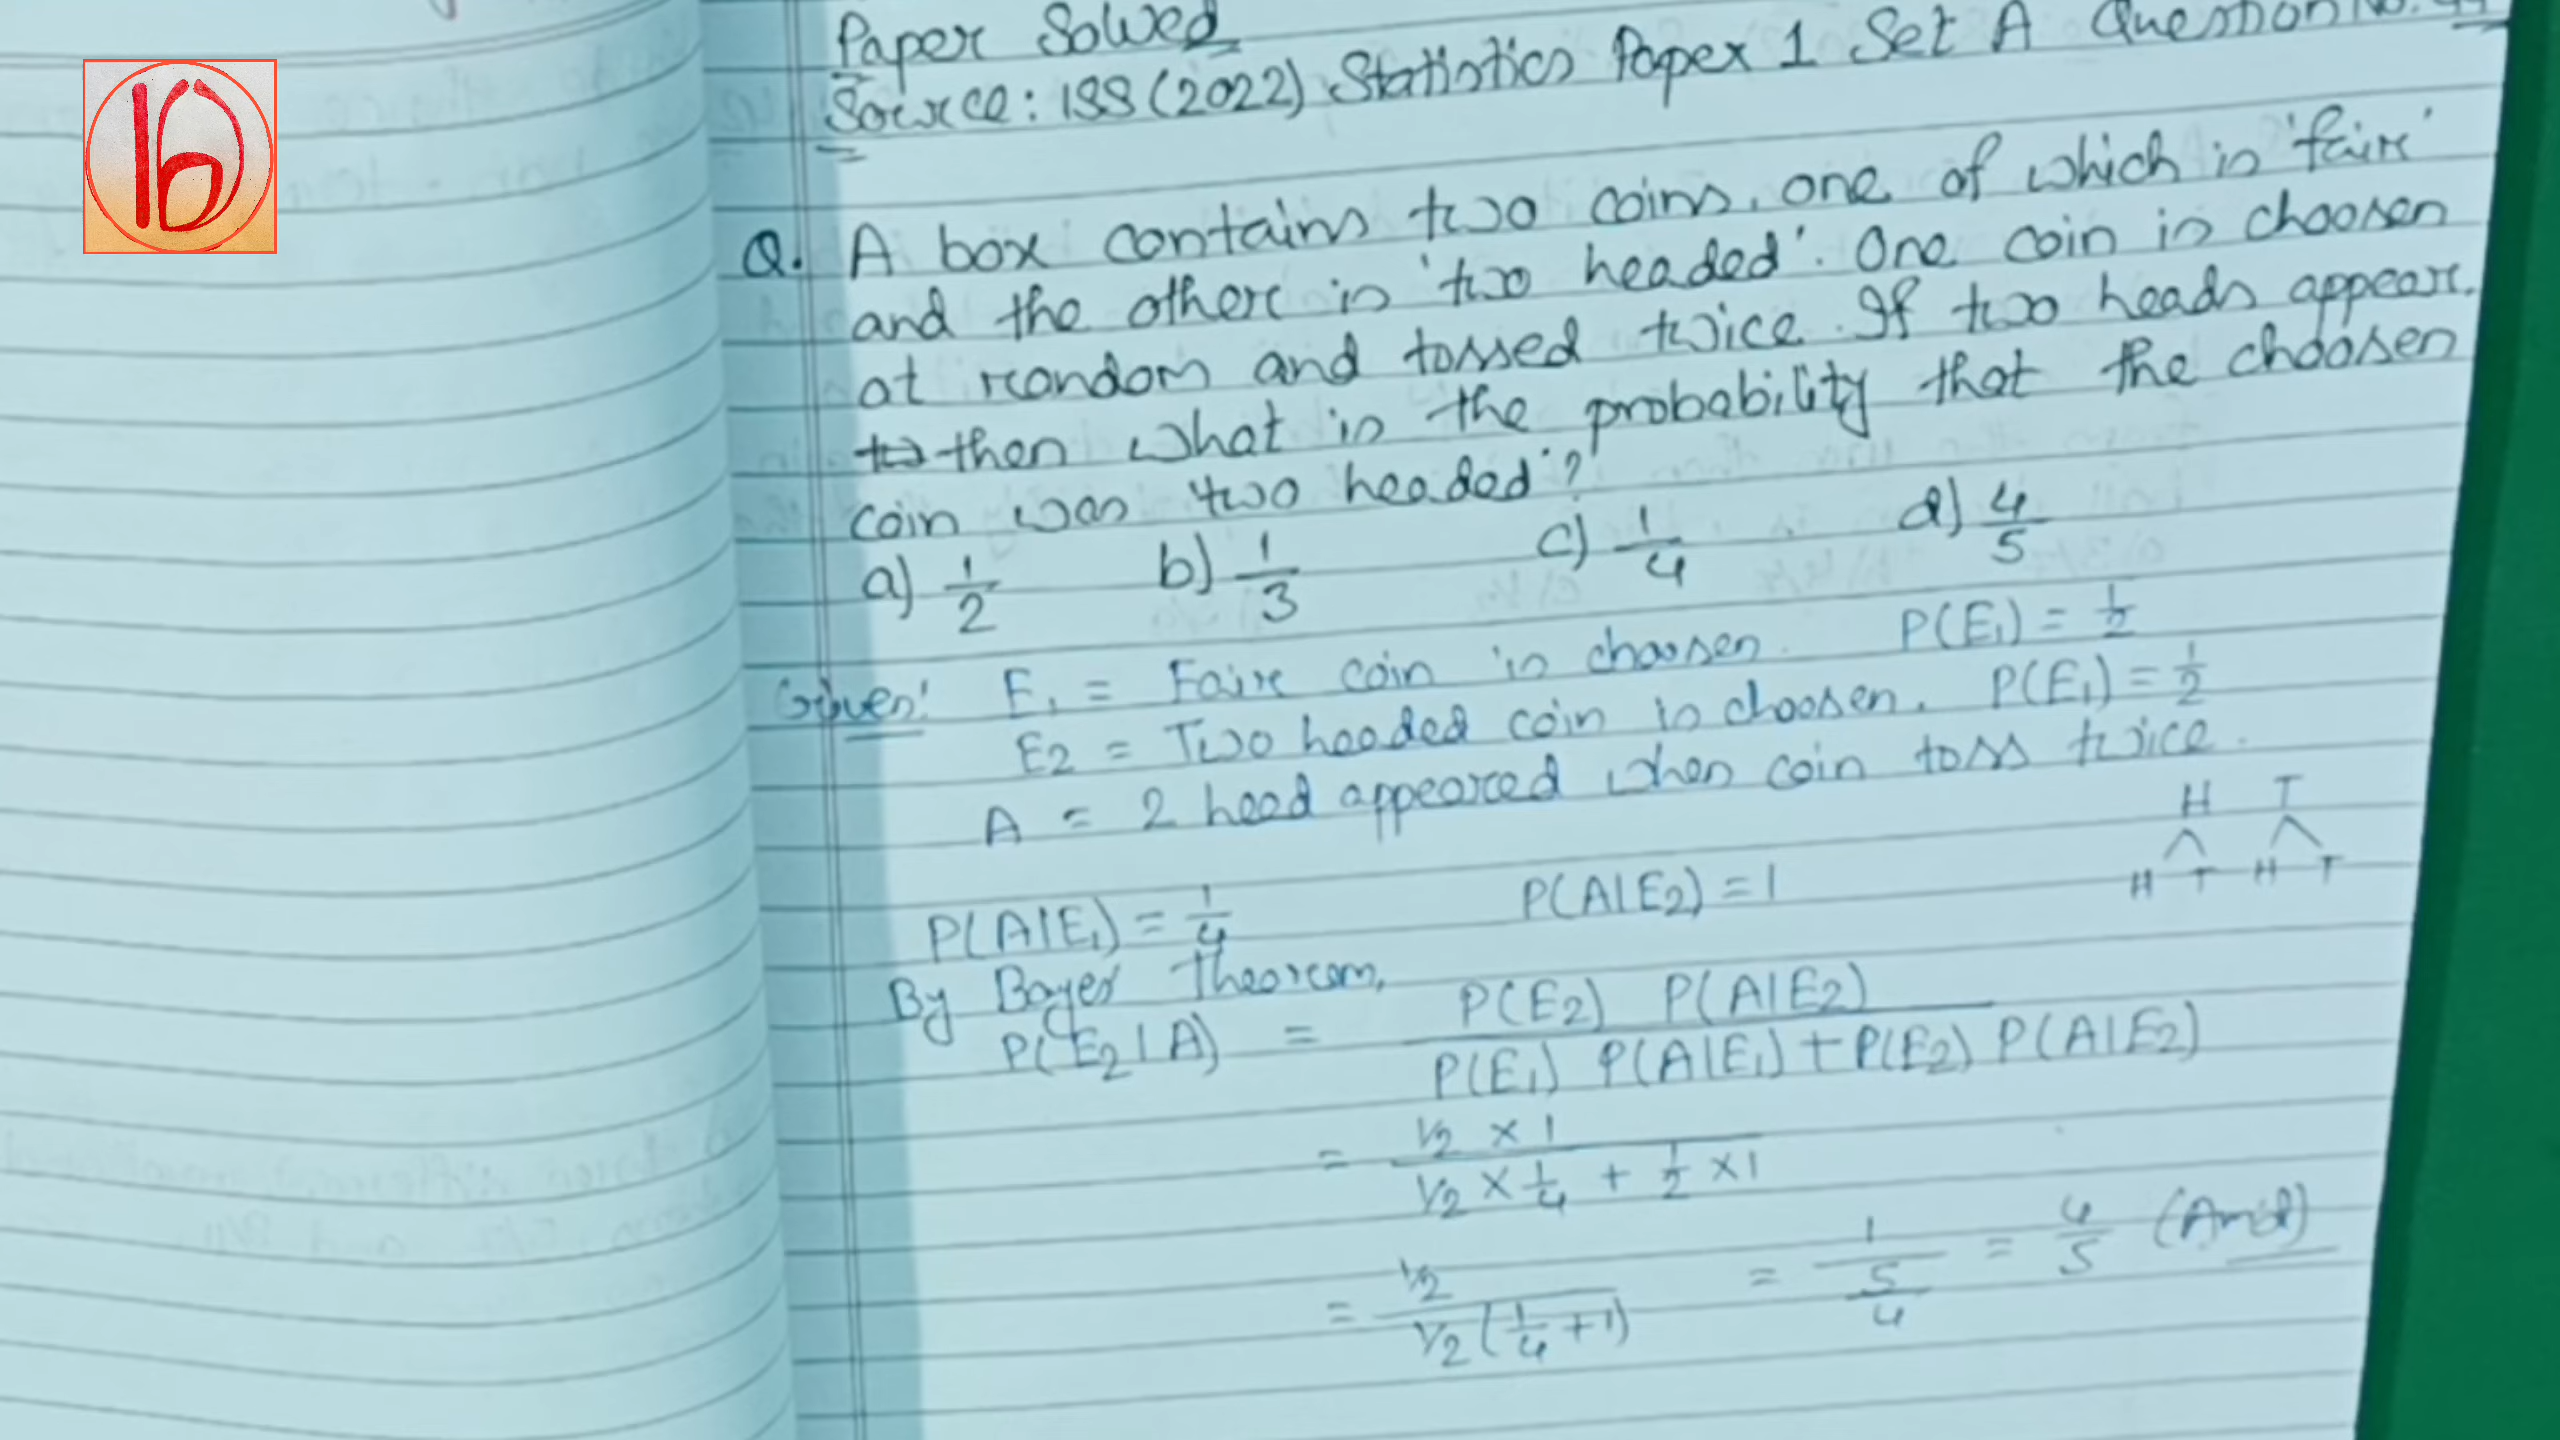 Paper Solved
Source: ISS (2022) Statistics Paper 1 Set A Question No.
Q. A box contains two coins, one of which is 'fair'
and the other is 'two headed'. One coin is choosen
at random and tossed twice. If two heads appear.
then what is the probability that the choosen
coin was two headed'?
a) 1/2 b) 1/3 c) 1/4 d) 4/5
Given: E1 = Fair coin is choosen. P(E1) = 1/2
E2 = Two headed coin is choosen. P(E1) = 1/2
A = 2 head appeared when coin toss twice.
H T
H T H T
P(A|E1) = 1/4 P(A|E2) = 1
By Bayes Theorem,
P(E2|A) = P(E2) P(A|E2) / P(E1) P(A|E1) + P(E2) P(A|E2)
= 1/2 × 1 / 1/2 × 1/4 + 1/2 × 1
= 1/2 / 1/2 (1/4 + 1) = 1 / 5/4 = 4/5 (Ans d)